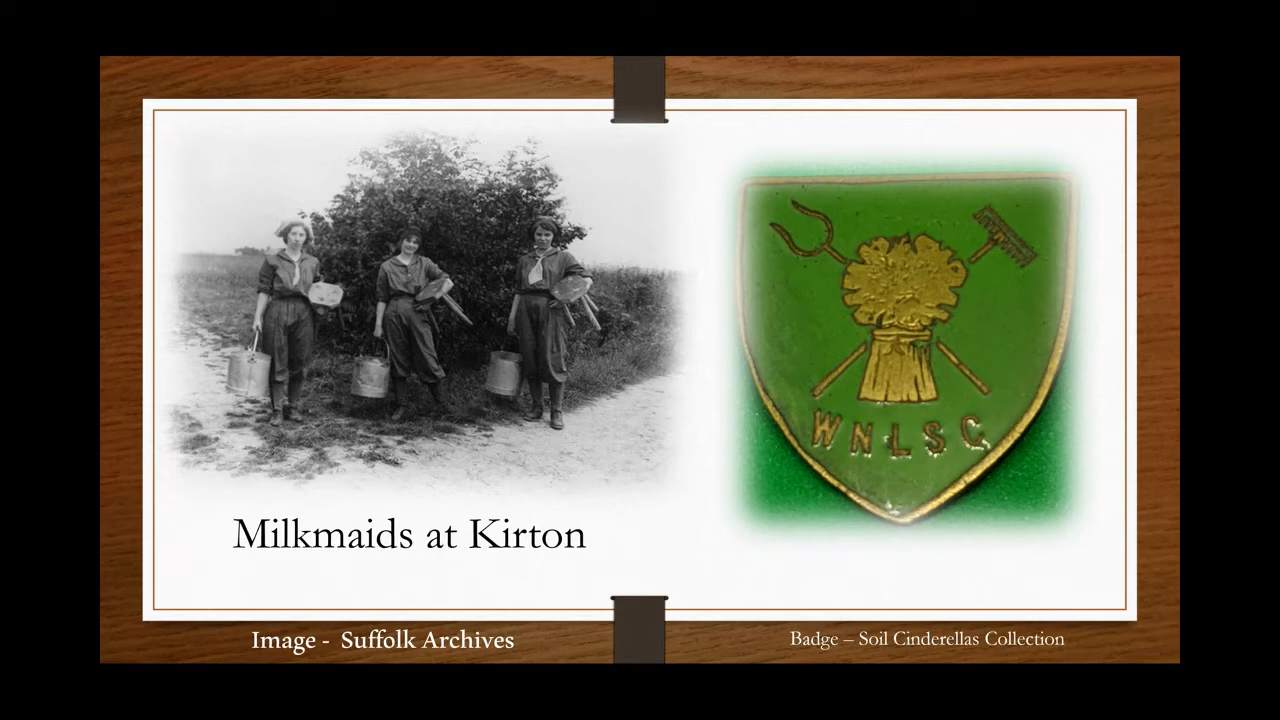 WNLSC
Milkmaids at Kirton
Image - Suffolk Archives
Badge – Soil Cinderellas Collection